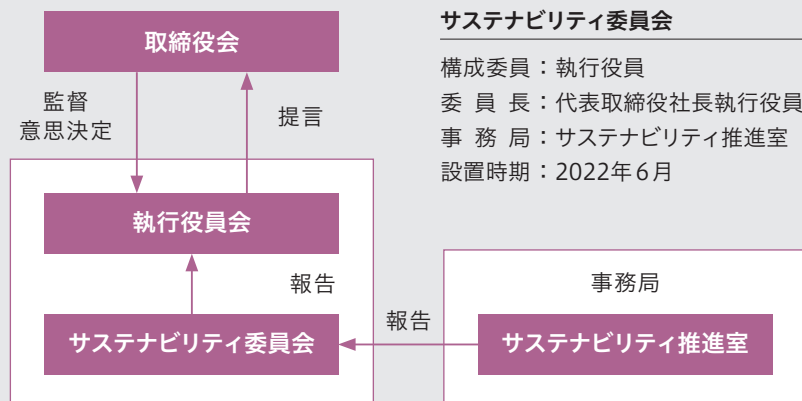 取締役会
監督
意思決定
提言
執行役員会
報告
サステナビリティ委員会
報告
事務局
サステナビリティ推進室
サステナビリティ委員会
構成委員：執行役員
委員長：代表取締役社長執行役員
事務局：サステナビリティ推進室
設置時期：2022年6月